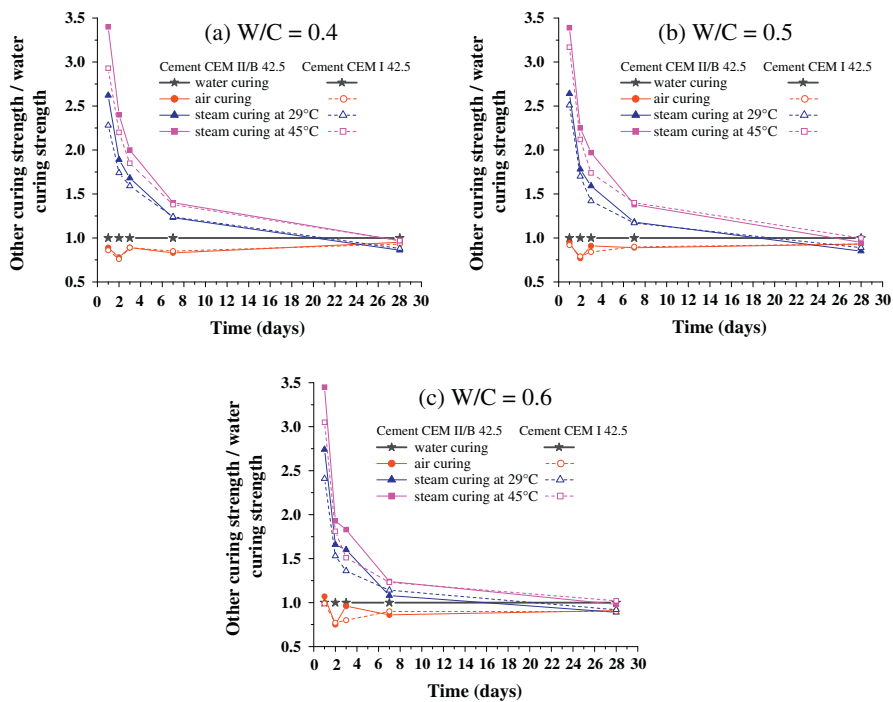 (a) W/C = 0.4
Other curing strength / water
curing strength
3.5
3.0
2.5
2.0
1.5
1.0
0.5
Cement CEM II/B 42.5 Cement CEM I 42.5
water curing
air curing
steam curing at 29°C
steam curing at 45°C
0 2 4 6 8 10 12 14 16 18 20 22 24 26 28 30
Time (days)
(b) W/C = 0.5
Other curing strength / water
curing strength
3.5
3.0
2.5
2.0
1.5
1.0
0.5
Cement CEM II/B 42.5 Cement CEM I 42.5
water curing
air curing
steam curing at 29°C
steam curing at 45°C
0 2 4 6 8 10 12 14 16 18 20 22 24 26 28 30
Time (days)
(c) W/C = 0.6
Other curing strength / water
curing strength
3.5
3.0
2.5
2.0
1.5
1.0
0.5
Cement CEM II/B 42.5 Cement CEM I 42.5
water curing
air curing
steam curing at 29°C
steam curing at 45°C
0 2 4 6 8 10 12 14 16 18 20 22 24 26 28 30
Time (days)